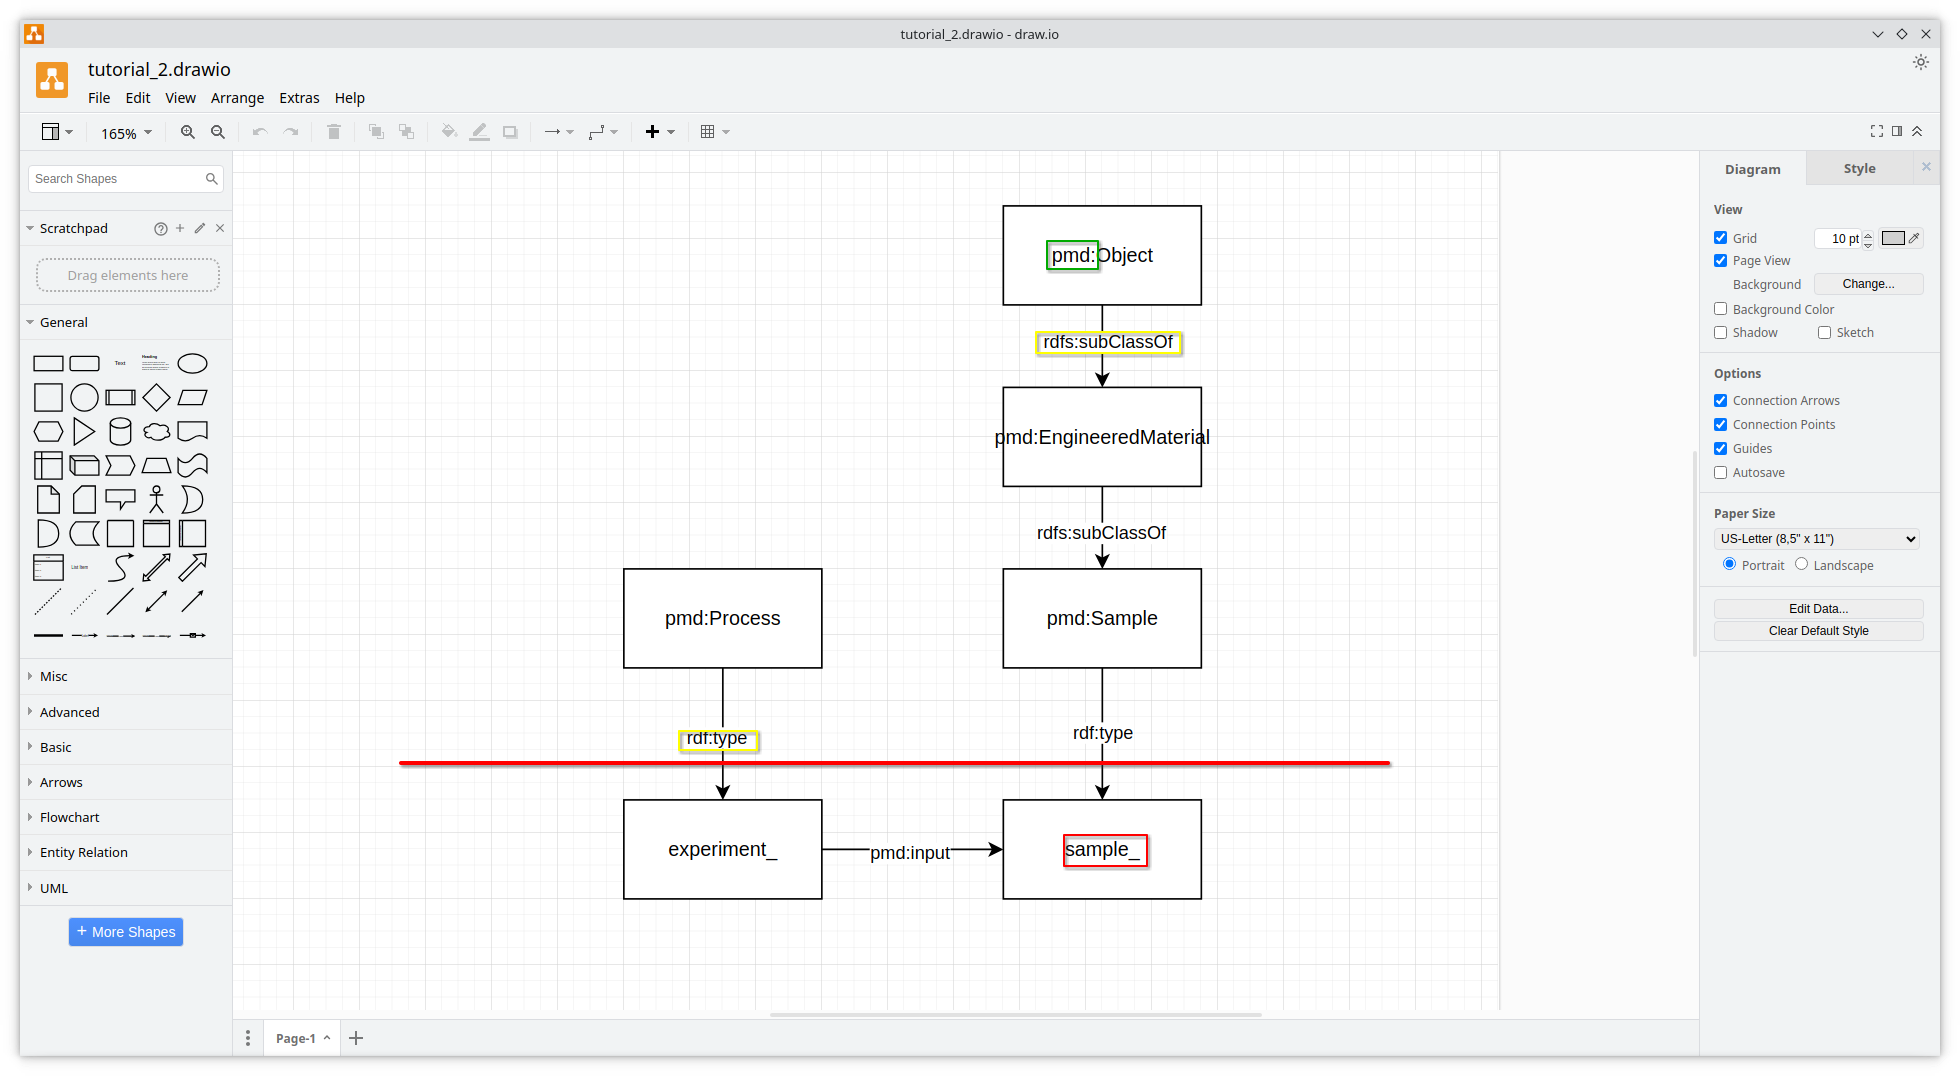 tutorial_2.drawio - draw.io
tutorial_2.drawio
File Edit View Arrange Extras Help
165%
Search Shapes
Scratchpad
Drag elements here
General
Text
Heading
List Item
Misc
Advanced
Basic
Arrows
Flowchart
Entity Relation
UML
+ More Shapes
pmd:Object
rdfs:subClassOf
pmd:EngineeredMaterial
rdfs:subClassOf
pmd:Process
pmd:Sample
rdf:type
rdf:type
experiment_
pmd:input
sample_
Page-1
Diagram
Style
View
Grid
10 pt
Page View
Background
Change...
Background Color
Shadow
Sketch
Options
Connection Arrows
Connection Points
Guides
Autosave
Paper Size
US-Letter (8,5" x 11")
Portrait
Landscape
Edit Data...
Clear Default Style